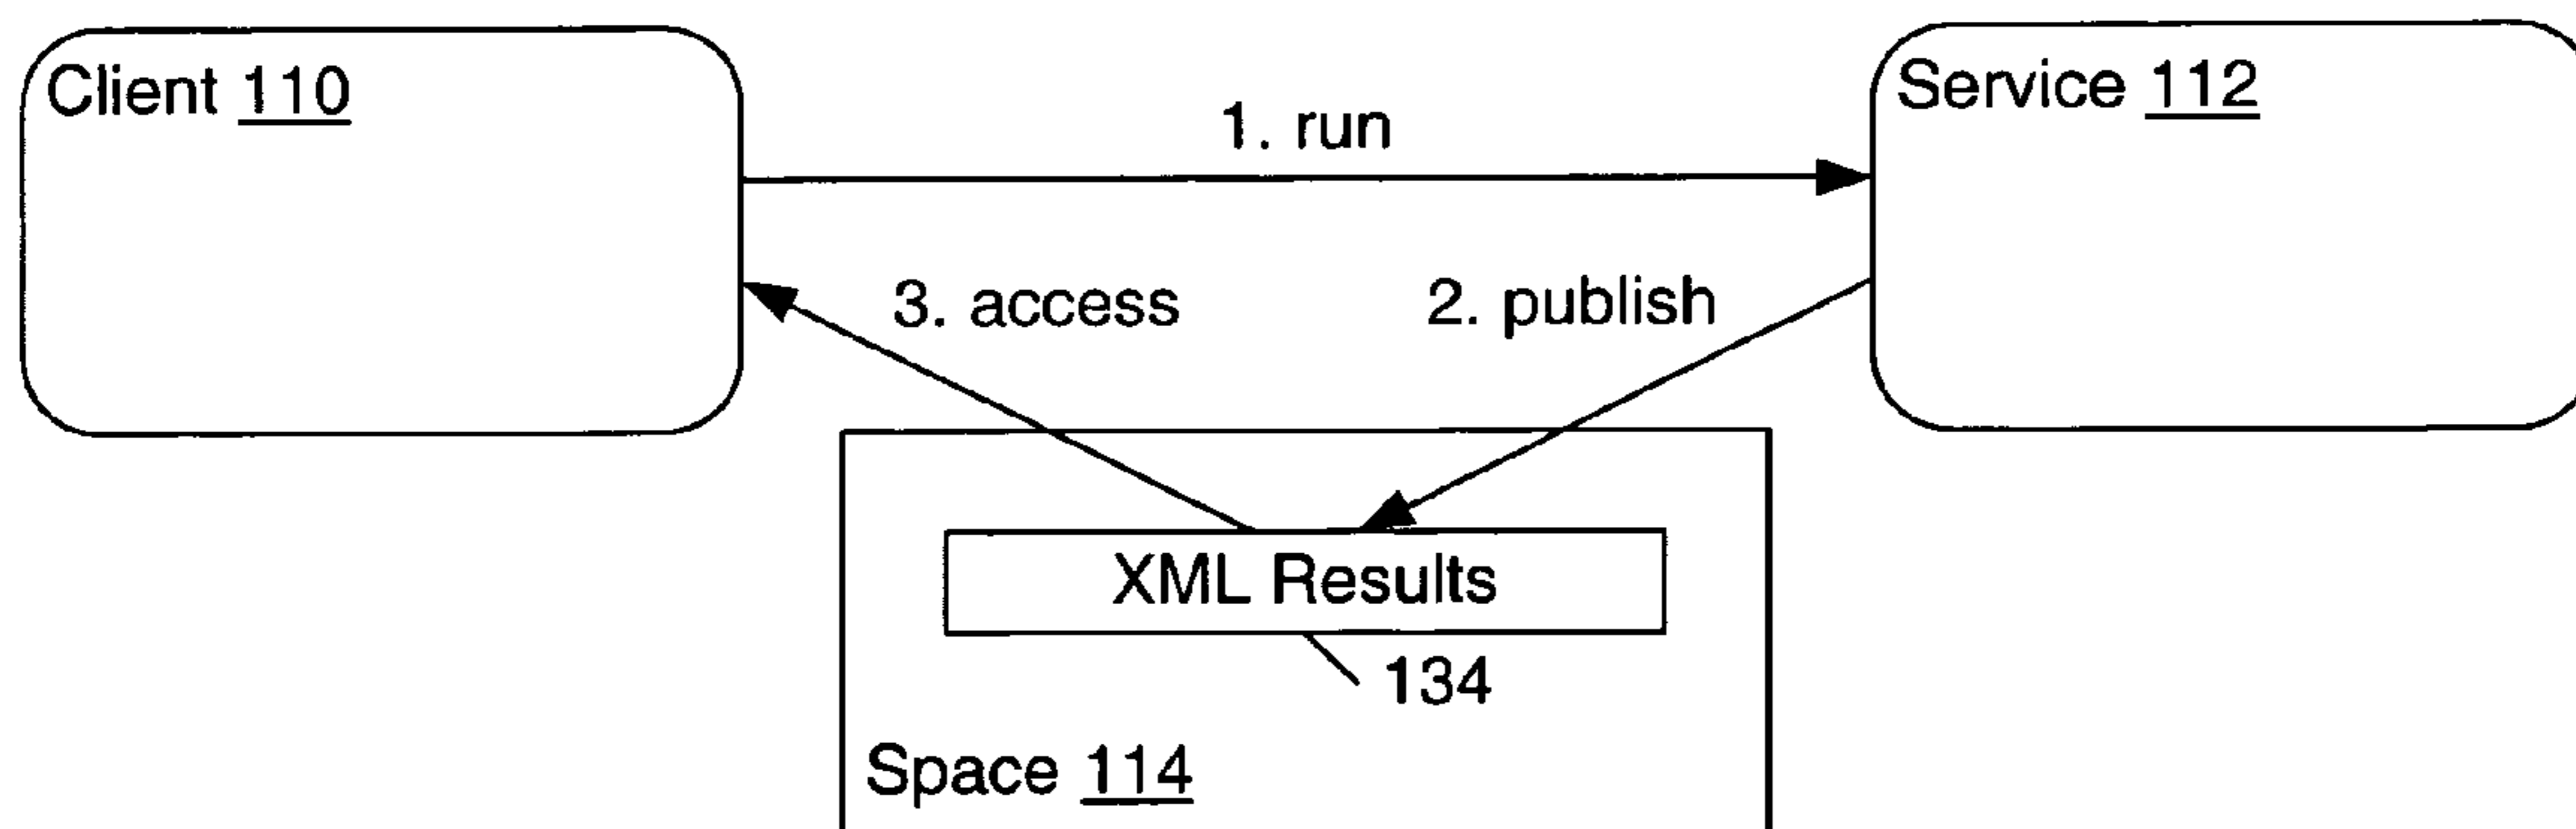 Client 110
Service 112
1. run
3. access
2. publish
XML Results
134
Space 114